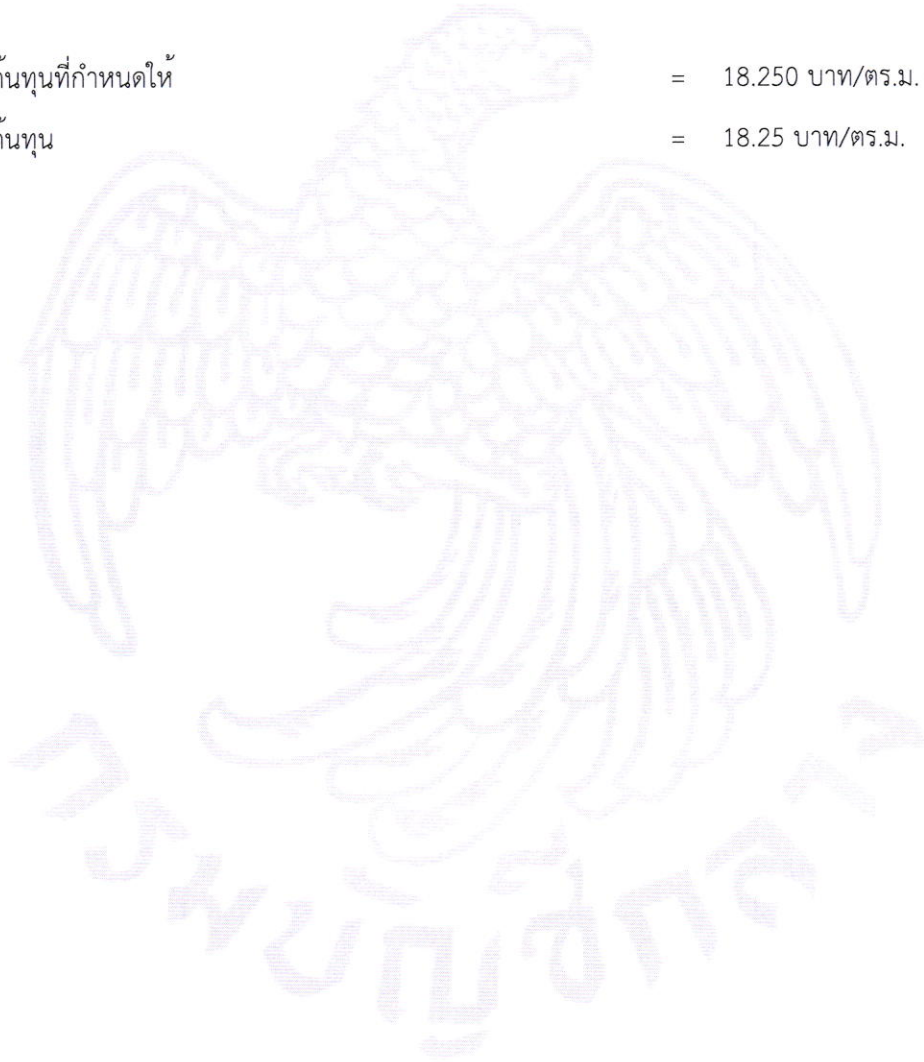 ต้นทุนที่กำหนดให้ = 18.250 บาท/ตร.ม.
ต้นทุน = 18.25 บาท/ตร.ม.
กรมบัญชีกลาง